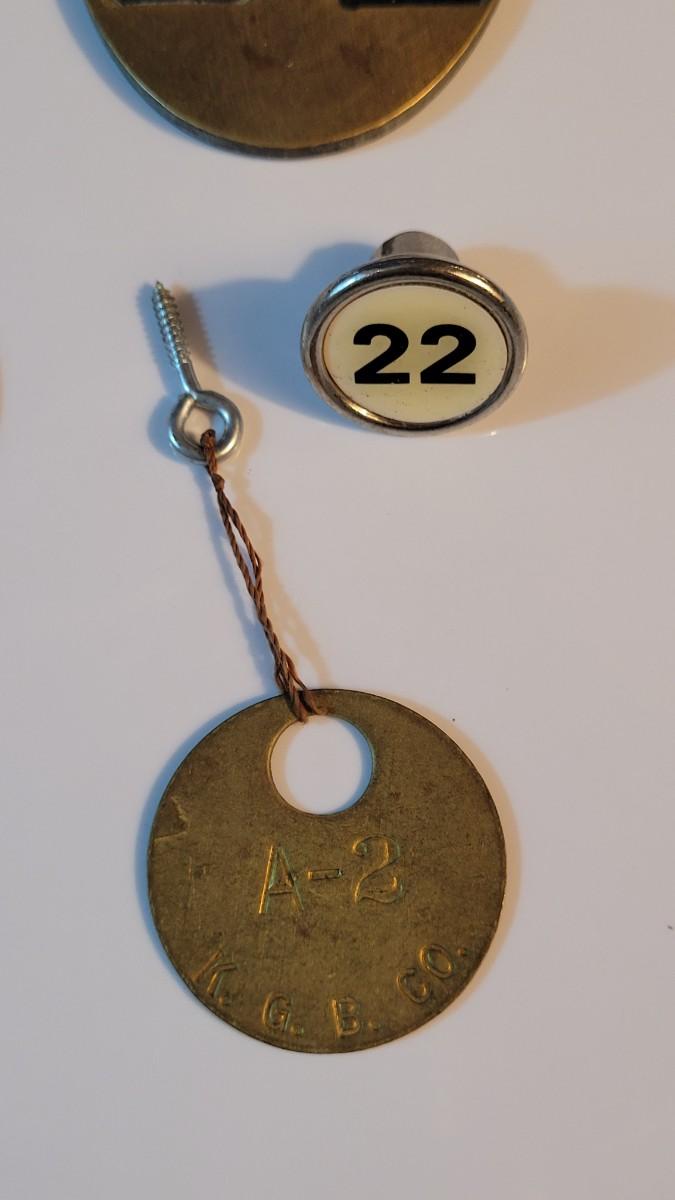 22
A-2
K. G. B. CO.